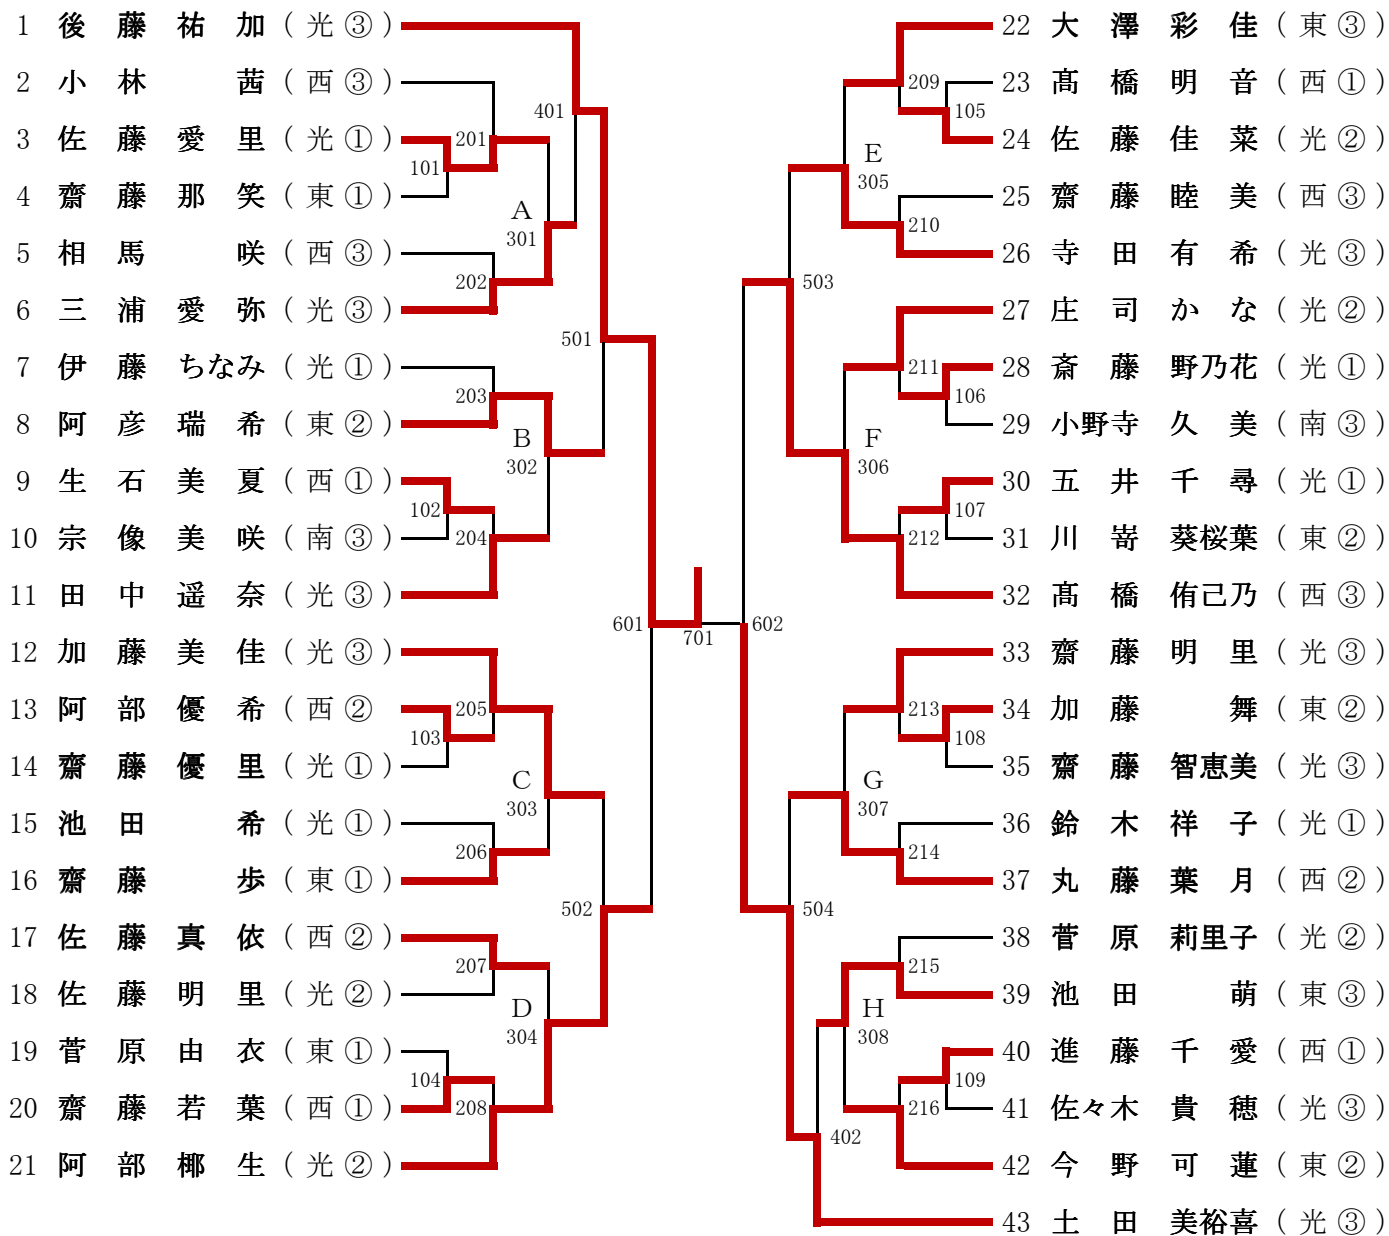 1 後藤祐加（光③）
2 小林茜（西③）
3 佐藤愛里（光①）
4 齋藤那笑（東①）
5 相馬咲（西③）
6 三浦愛弥（光③）
7 伊藤ちなみ（光①）
8 阿彦瑞希（東②）
9 生石美夏（西①）
10 宗像美咲（南③）
11 田中遥奈（光③）
12 加藤美佳（光③）
13 阿部優希（西②
14 齋藤優里（光①）
15 池田希（光①）
16 齋藤歩（東①）
17 佐藤真依（西②）
18 佐藤明里（光②）
19 菅原由衣（東①）
20 齋藤若葉（西①）
21 阿部椰生（光②）
401
201
101
A
301
202
501
203
B
302
102
204
601
701
602
205
103
C
303
206
502
207
D
304
104
208
209
105
E
305
210
503
211
106
F
306
107
212
213
108
G
307
214
504
215
H
308
109
216
402
22 大澤彩佳（東③）
23 髙橋明音（西①）
24 佐藤佳菜（光②）
25 齋藤睦美（西③）
26 寺田有希（光③）
27 庄司かな（光②）
28 斎藤野乃花（光①）
29 小野寺久美（南③）
30 五井千尋（光①）
31 川嵜葵桜葉（東②）
32 髙橋侑己乃（西③）
33 齋藤明里（光③）
34 加藤舞（東②）
35 齋藤智恵美（光③）
36 鈴木祥子（光①）
37 丸藤葉月（西②）
38 菅原莉里子（光②）
39 池田萌（東③）
40 進藤千愛（西①）
41 佐々木貴穂（光③）
42 今野可蓮（東②）
43 土田美裕喜（光③）